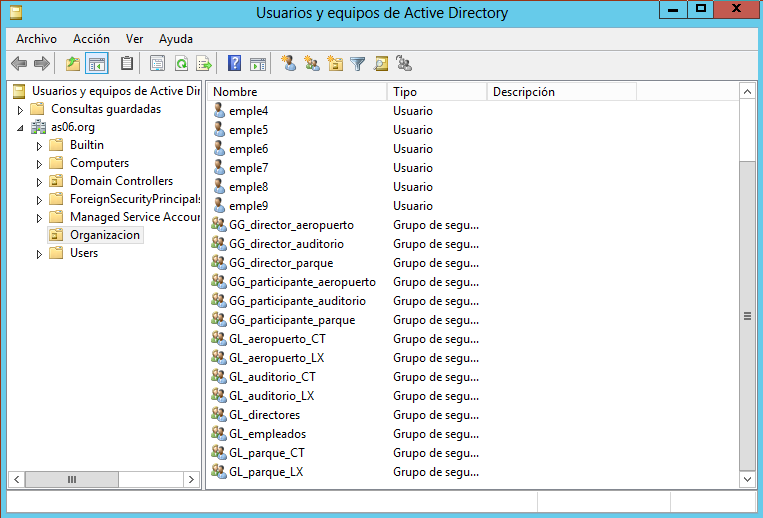 Usuarios y equipos de Active Directory
Archivo Acción Ver Ayuda
Usuarios y equipos de Active Dir
Consultas guardadas
as06.org
Builtin
Computers
Domain Controllers
ForeignSecurityPrincipals
Managed Service Accour
Organizacion
Users
Nombre Tipo Descripción
emple4 Usuario
emple5 Usuario
emple6 Usuario
emple7 Usuario
emple8 Usuario
emple9 Usuario
GG_director_aeropuerto Grupo de segu...
GG_director_auditorio Grupo de segu...
GG_director_parque Grupo de segu...
GG_participante_aeropuerto Grupo de segu...
GG_participante_auditorio Grupo de segu...
GG_participante_parque Grupo de segu...
GL_aeropuerto_CT Grupo de segu...
GL_aeropuerto_LX Grupo de segu...
GL_auditorio_CT Grupo de segu...
GL_auditorio_LX Grupo de segu...
GL_directores Grupo de segu...
GL_empleados Grupo de segu...
GL_parque_CT Grupo de segu...
GL_parque_LX Grupo de segu...